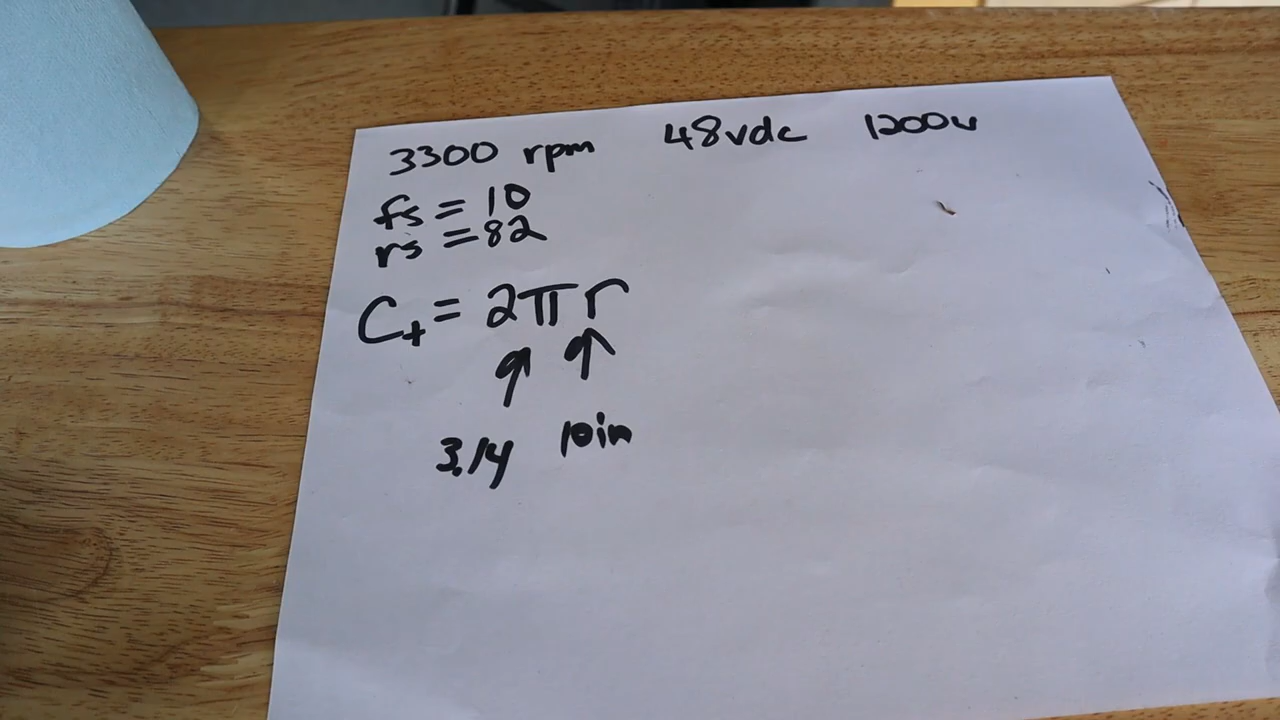 3300 rpm 48vdc 1200w
fs = 10
rs = 82
Ct = 2πr
3.14 10in